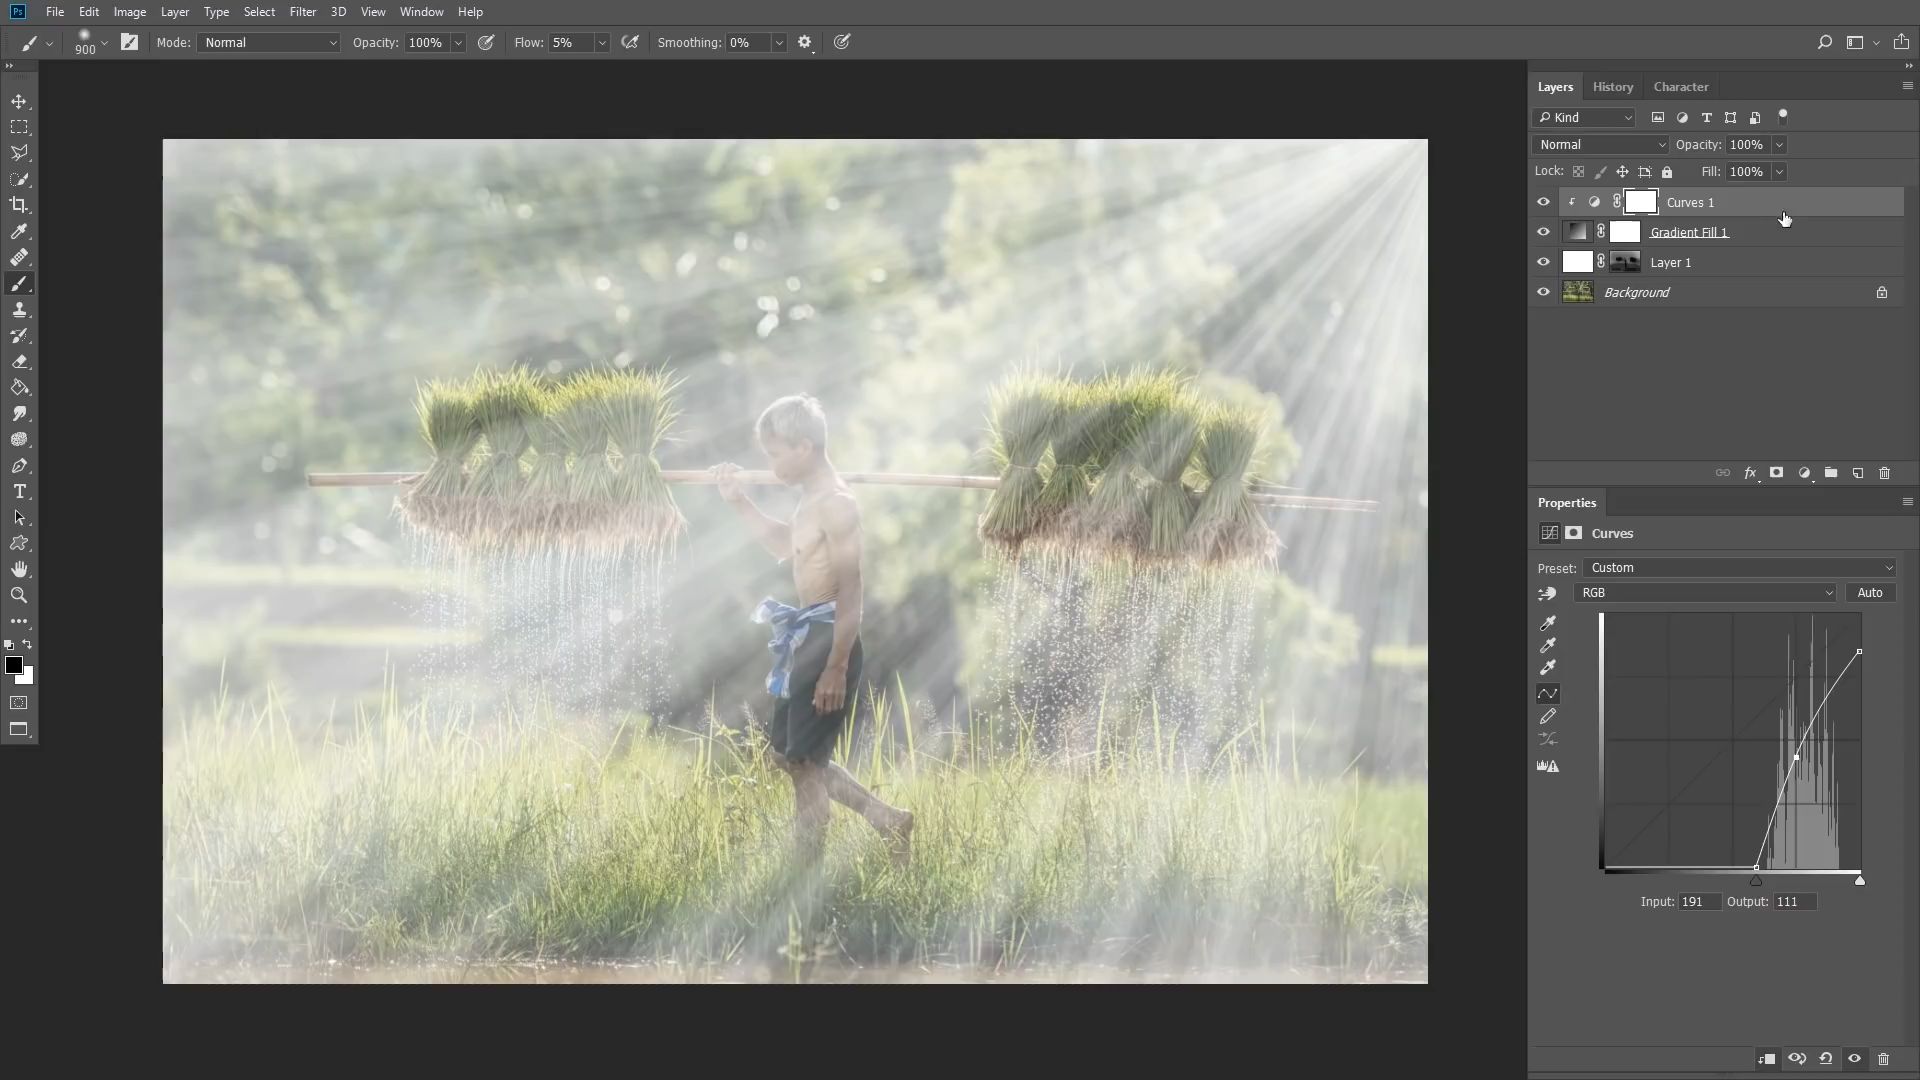 Ps File Edit Image Layer Type Select Filter 3D View Window Help
900 Mode: Normal Opacity: 100% Flow: 5% Smoothing: 0%
Layers History Character
Kind
Normal Opacity: 100%
Lock: Fill: 100%
Curves 1
Gradient Fill 1
Layer 1
Background
fx
Properties
Curves
Preset: Custom
RGB Auto
Input: 191 Output: 111